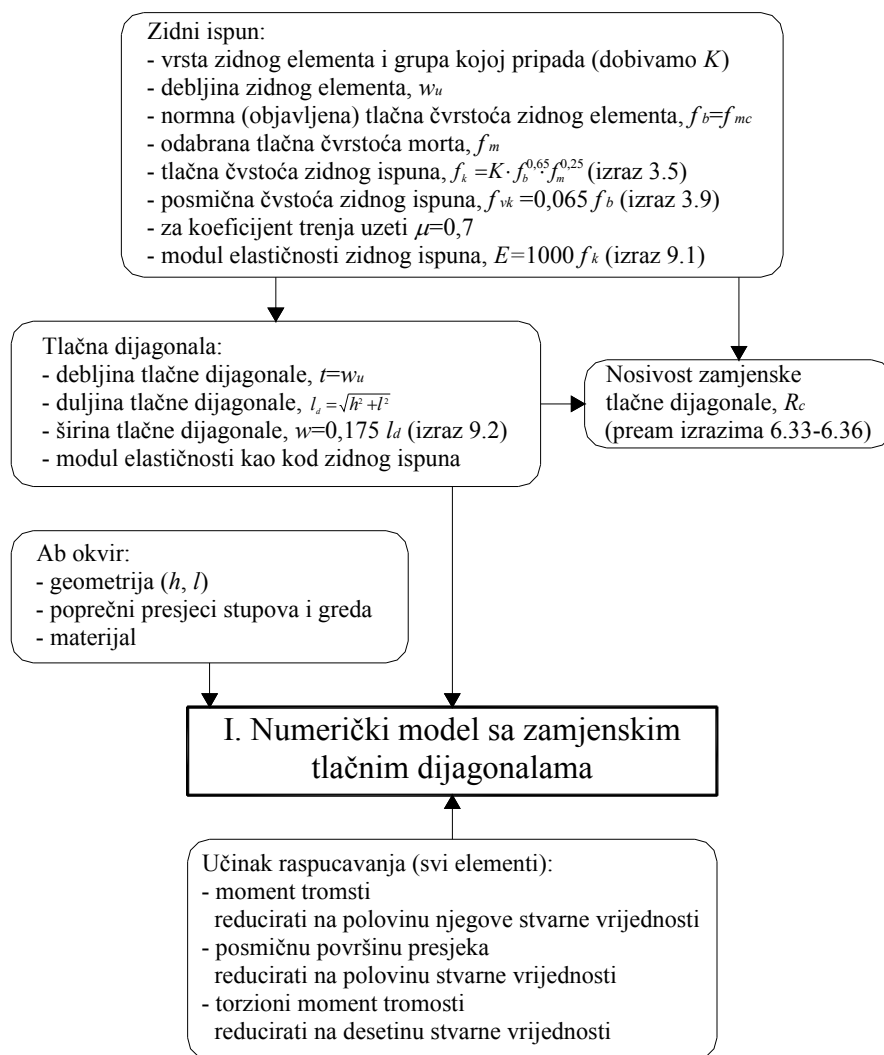 Zidni ispun:
- vrsta zidnog elementa i grupa kojoj pripada (dobivamo K)
- debljina zidnog elementa, wu
- normna (objavljena) tlačna čvrstoća zidnog elementa, fb=fmc
- odabrana tlačna čvrstoća morta, fm
- tlačna čvstoća zidnog ispuna, fk = K · fb^0,65 · fm^0,25 (izraz 3.5)
- posmična čvstoća zidnog ispuna, fvk =0,065 fb (izraz 3.9)
- za koeficijent trenja uzeti μ=0,7
- modul elastičnosti zidnog ispuna, E=1000 fk (izraz 9.1)
Tlačna dijagonala:
- debljina tlačne dijagonale, t=wu
- duljina tlačne dijagonale, ld = √h²+l²
- širina tlačne dijagonale, w=0,175 ld (izraz 9.2)
- modul elastičnosti kao kod zidnog ispuna
Nosivost zamjenske
tlačne dijagonale, Rc
(pream izrazima 6.33-6.36)
Ab okvir:
- geometrija (h, l)
- poprečni presjeci stupova i greda
- materijal
I. Numerički model sa zamjenskim
tlačnim dijagonalama
Učinak raspucavanja (svi elementi):
- moment tromsti
reducirati na polovinu njegove stvarne vrijednosti
- posmičnu površinu presjeka
reducirati na polovinu stvarne vrijednosti
- torzioni moment tromosti
reducirati na desetinu stvarne vrijednosti